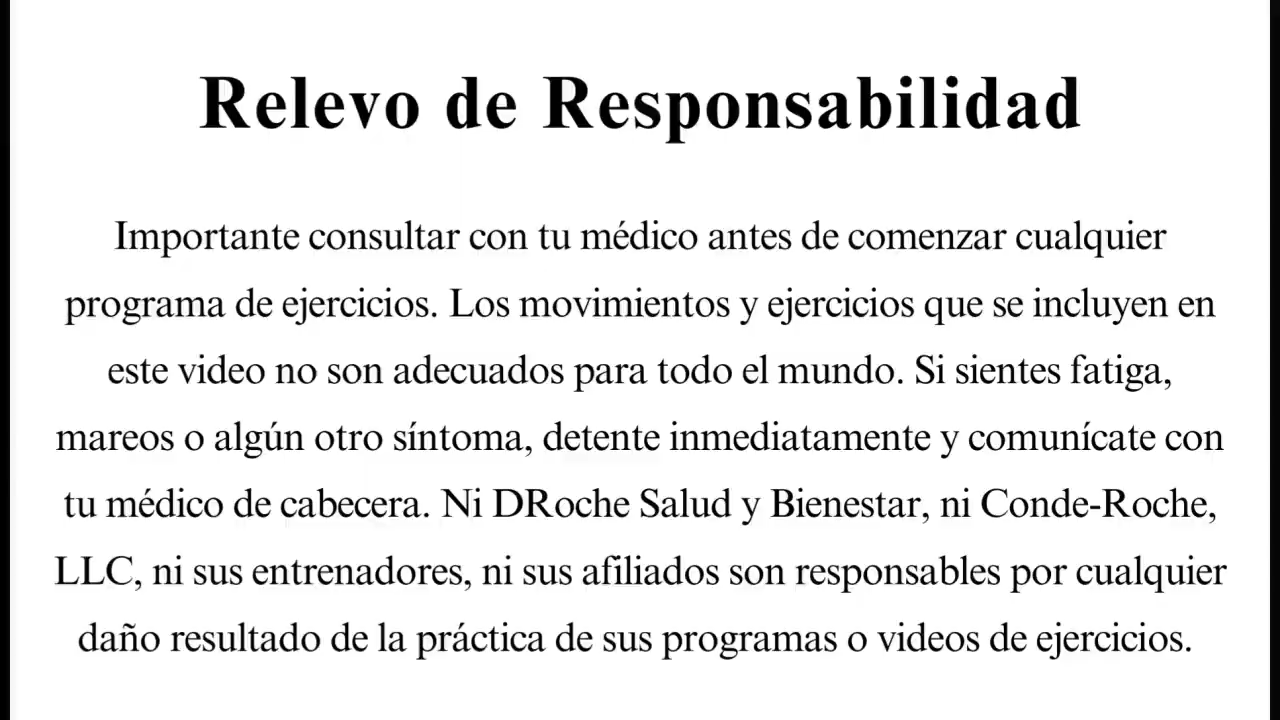 Relevo de Responsabilidad
Importante consultar con tu médico antes de comenzar cualquier
programa de ejercicios. Los movimientos y ejercicios que se incluyen en
este video no son adecuados para todo el mundo. Si sientes fatiga,
mareos o algún otro síntoma, detente inmediatamente y comunícate con
tu médico de cabecera. Ni DRoche Salud y Bienestar, ni Conde-Roche,
LLC, ni sus entrenadores, ni sus afiliados son responsables por cualquier
daño resultado de la práctica de sus programas o videos de ejercicios.